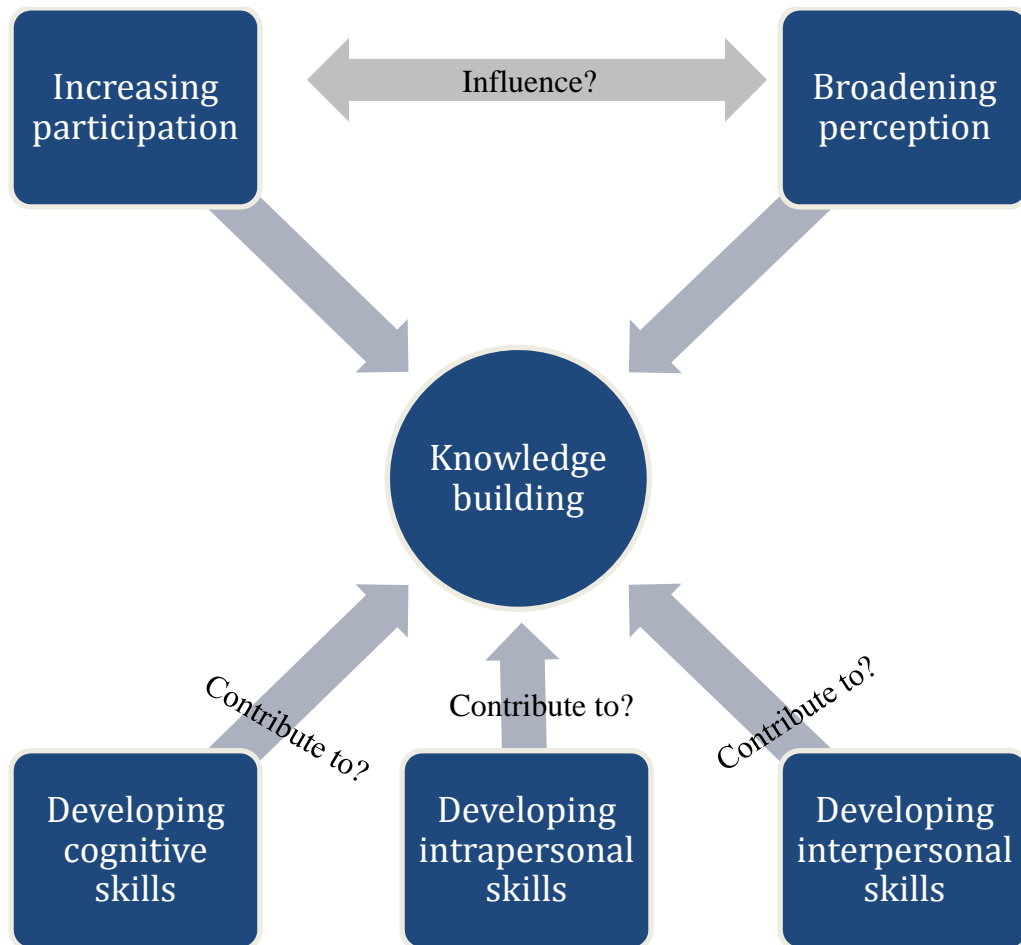 Increasing
participation
Influence?
Broadening
perception
Knowledge
building
Contribute to?
Contribute to?
Contribute to?
Developing
cognitive
skills
Developing
intrapersonal
skills
Developing
interpersonal
skills